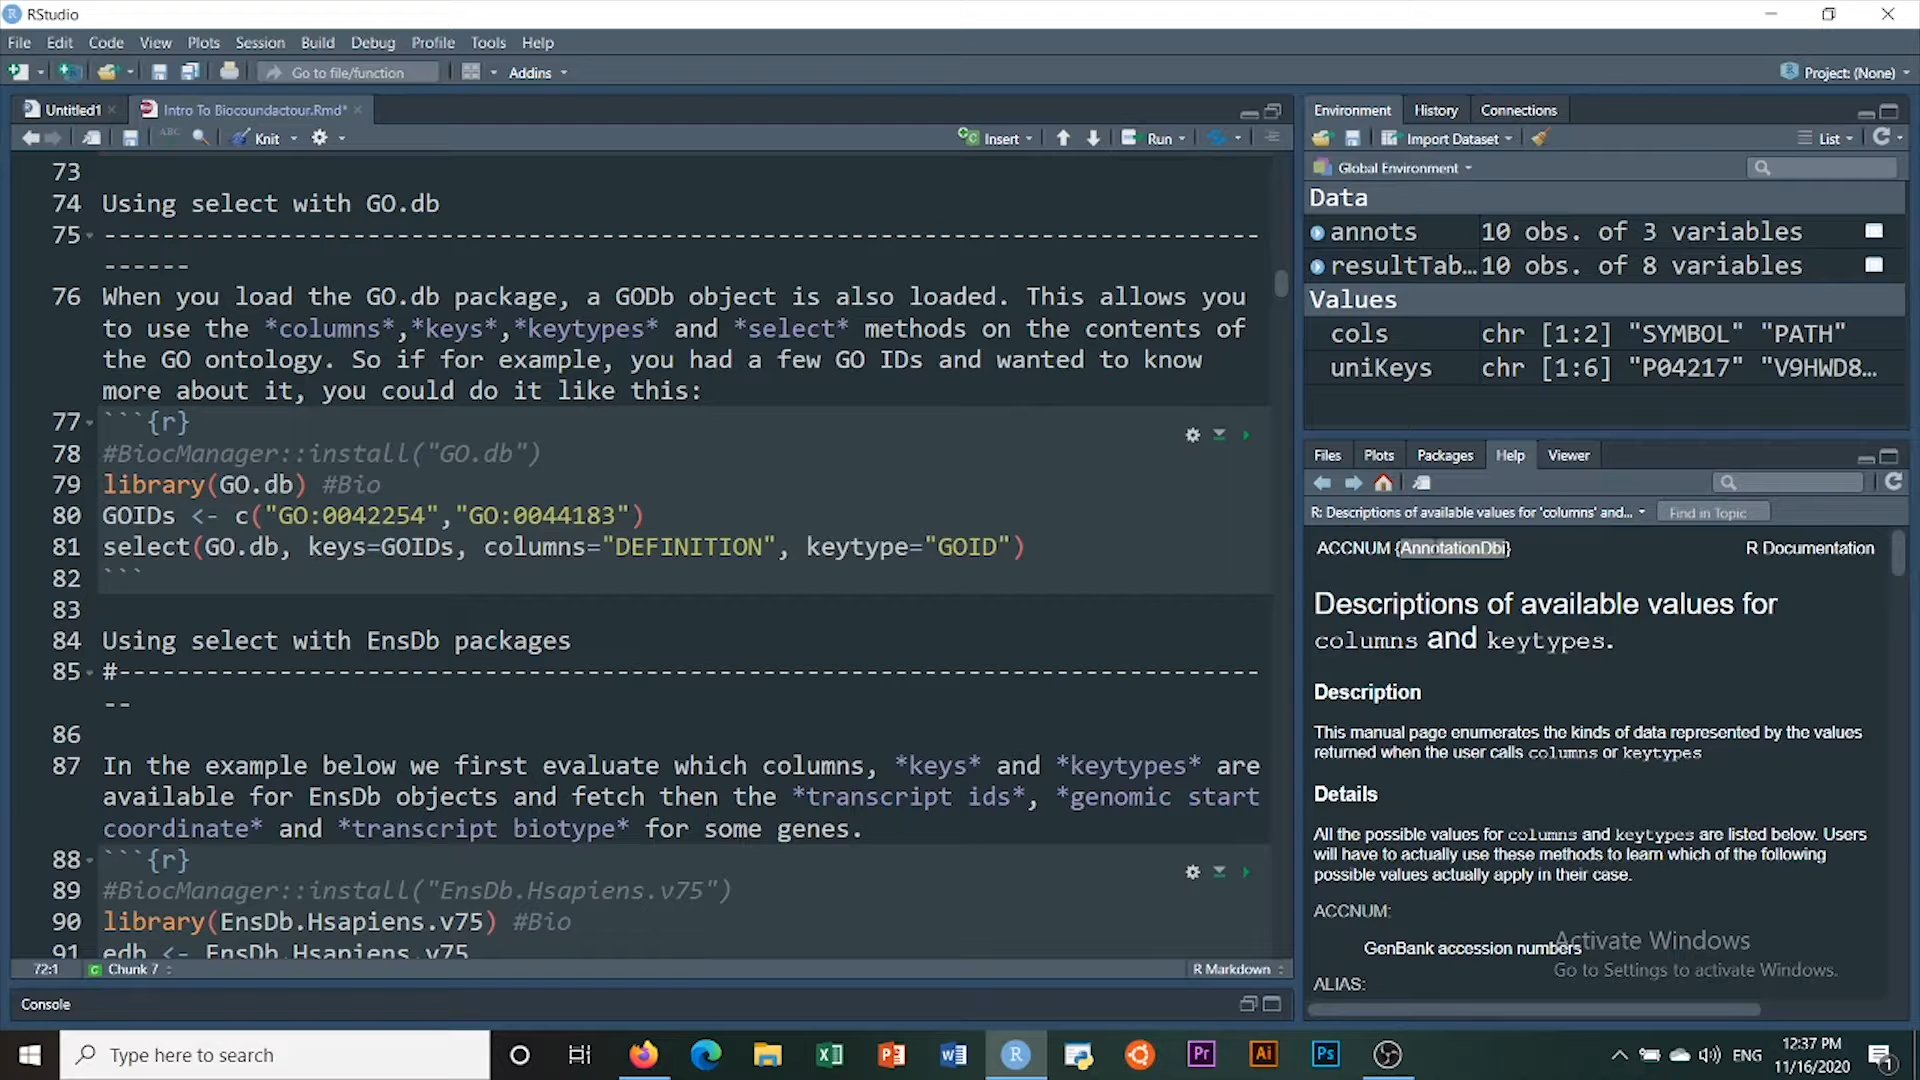 RStudio
File Edit Code View Plots Session Build Debug Profile Tools Help
Go to file/function Addins Project: (None)
Untitled1 Intro To Biocoundactour.Rmd*
ABC Knit Insert Run
73
74 Using select with GO.db
75 -------------------------------------------------------------------------------
------
76 When you load the GO.db package, a GODb object is also loaded. This allows you
to use the *columns*,*keys*,*keytypes* and *select* methods on the contents of
the GO ontology. So if for example, you had a few GO IDs and wanted to know
more about it, you could do it like this:
77 ```{r}
78 #BiocManager::install("GO.db")
79 library(GO.db) #Bio
80 GOIDs <- c("GO:0042254","GO:0044183")
81 select(GO.db, keys=GOIDs, columns="DEFINITION", keytype="GOID")
82 ```
83
84 Using select with EnsDb packages
85 #------------------------------------------------------------------------------
--
86
87 In the example below we first evaluate which columns, *keys* and *keytypes* are
available for EnsDb objects and fetch then the *transcript ids*, *genomic start
coordinate* and *transcript biotype* for some genes.
88 ```{r}
89 #BiocManager::install("EnsDb.Hsapiens.v75")
90 library(EnsDb.Hsapiens.v75) #Bio
91 edb <- EnsDb.Hsapiens.v75
72:1 Chunk 7 R Markdown
Console
Environment History Connections
Import Dataset List
Global Environment
Data
annots 10 obs. of 3 variables
resultTab... 10 obs. of 8 variables
Values
cols chr [1:2] "SYMBOL" "PATH"
uniKeys chr [1:6] "P04217" "V9HWD8...
Files Plots Packages Help Viewer
R: Descriptions of available values for 'columns' and... Find in Topic
ACCNUM {AnnotationDbi} R Documentation
Descriptions of available values for
columns and keytypes.
Description
This manual page enumerates the kinds of data represented by the values
returned when the user calls columns or keytypes
Details
All the possible values for columns and keytypes are listed below. Users
will have to actually use these methods to learn which of the following
possible values actually apply in their case.
ACCNUM:
GenBank accession numbers
ALIAS:
Activate Windows
Go to Settings to activate Windows.
Type here to search
X P W R Pr Ai Ps
ENG
12:37 PM
11/16/2020
1